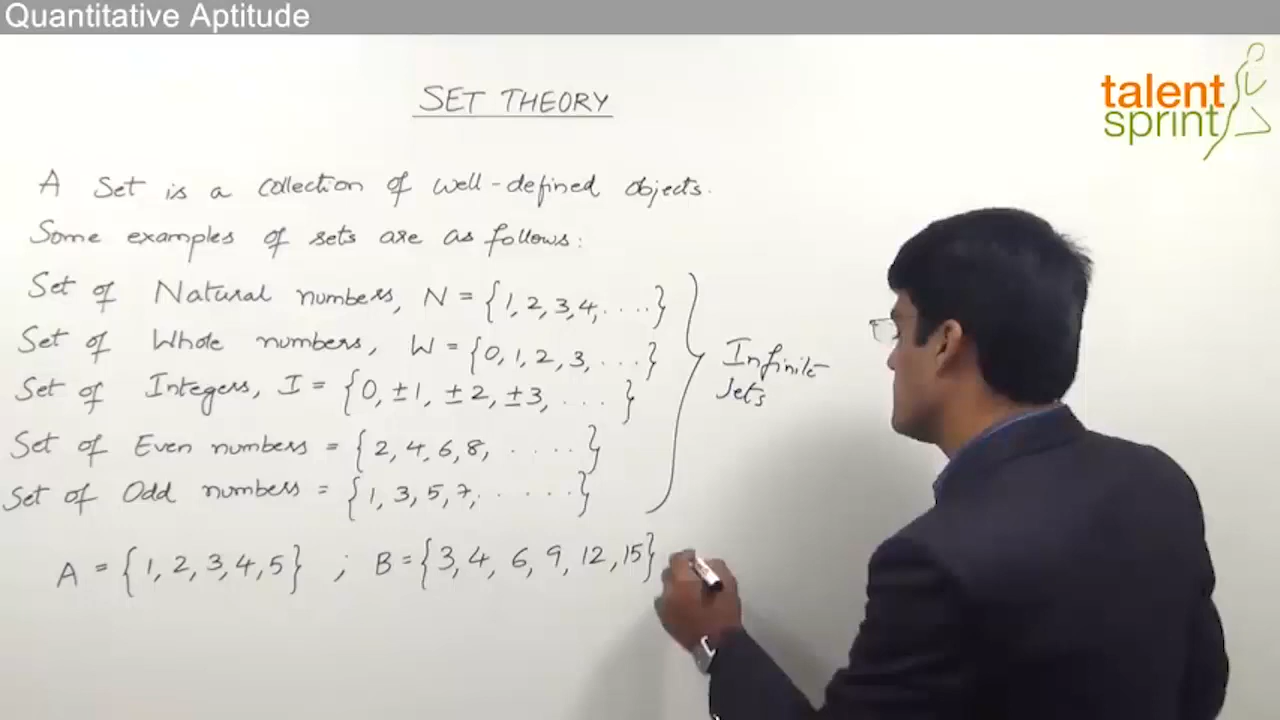 Quantitative Aptitude
talent
sprint
SET THEORY
A Set is a collection of well-defined objects.
Some examples of sets are as follows:
Set of Natural numbers, N = {1, 2, 3, 4, . . . .}
Set of Whole numbers, W = {0, 1, 2, 3, . . . }
Set of Integers, I = {0, ±1, ±2, ±3, . . . . }
Set of Even numbers = {2, 4, 6, 8, . . . . . }
Set of Odd numbers = {1, 3, 5, 7, . . . . . . }
Infinite
Sets
A = {1, 2, 3, 4, 5} ; B = {3, 4, 6, 9, 12, 15}